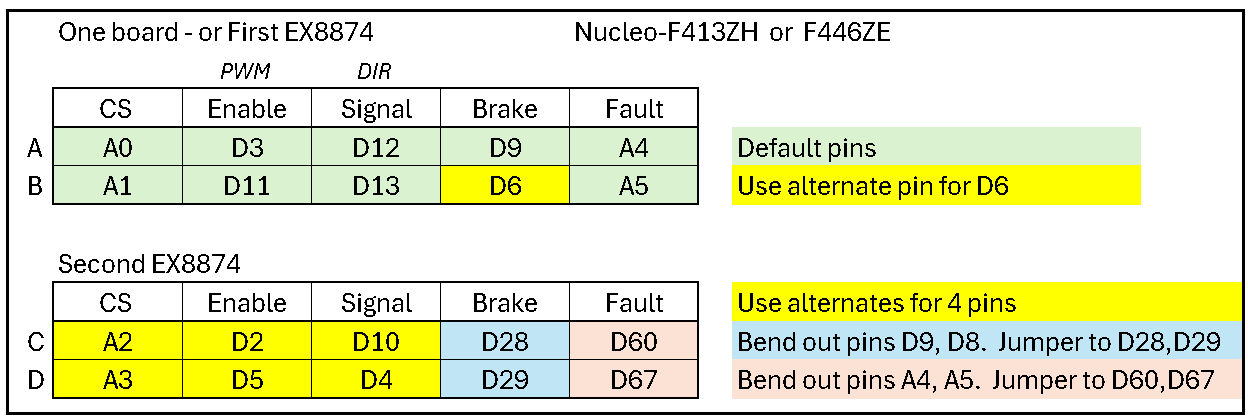 One board - or First EX8874 Nucleo-F413ZH or F446ZE
PWM DIR
CS Enable Signal Brake Fault
A A0 D3 D12 D9 A4 Default pins
B A1 D11 D13 D6 A5 Use alternate pin for D6
Second EX8874
CS Enable Signal Brake Fault Use alternates for 4 pins
C A2 D2 D10 D28 D60 Bend out pins D9, D8. Jumper to D28,D29
D A3 D5 D4 D29 D67 Bend out pins A4, A5. Jumper to D60,D67